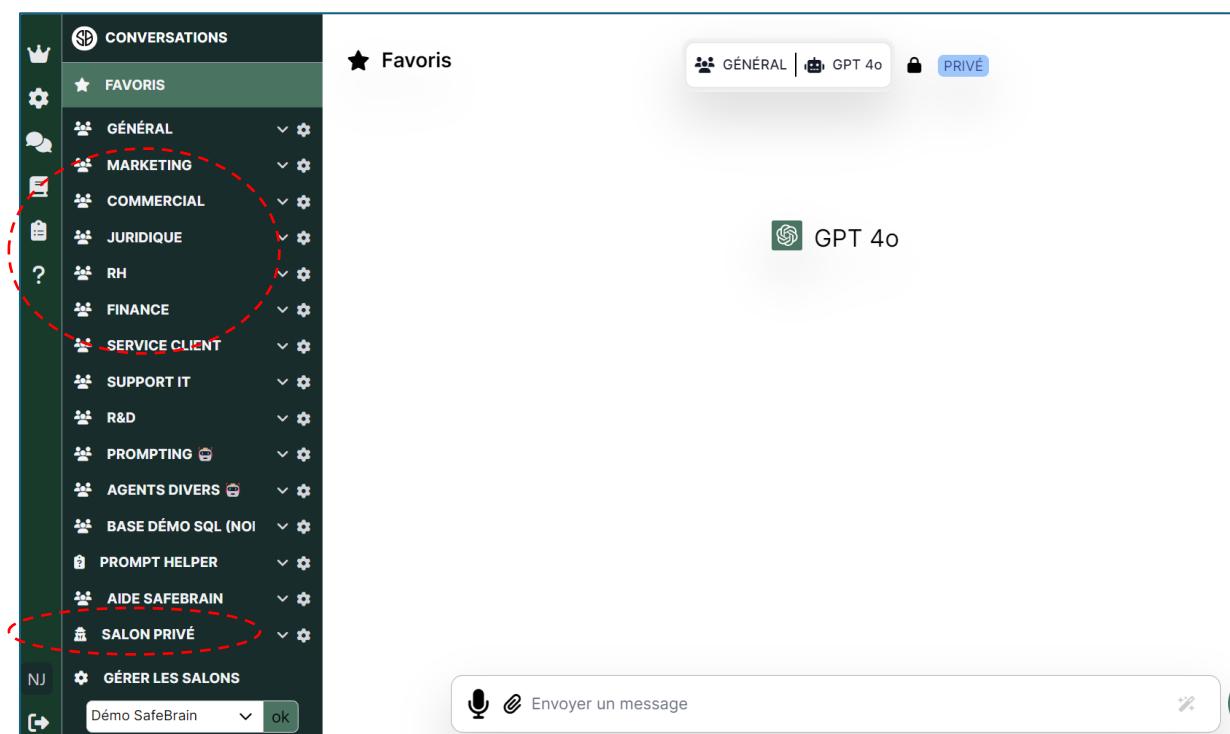 CONVERSATIONS
FAVORIS
GÉNÉRAL
MARKETING
COMMERCIAL
JURIDIQUE
RH
FINANCE
SERVICE CLIENT
SUPPORT IT
R&D
PROMPTING
AGENTS DIVERS
BASE DÉMO SQL (NOI
PROMPT HELPER
AIDE SAFEBRAIN
SALON PRIVÉ
GÉRER LES SALONS
NJ
Démo SafeBrain ok
Favoris
GÉNÉRAL GPT 4o PRIVÉ
GPT 4o
Envoyer un message